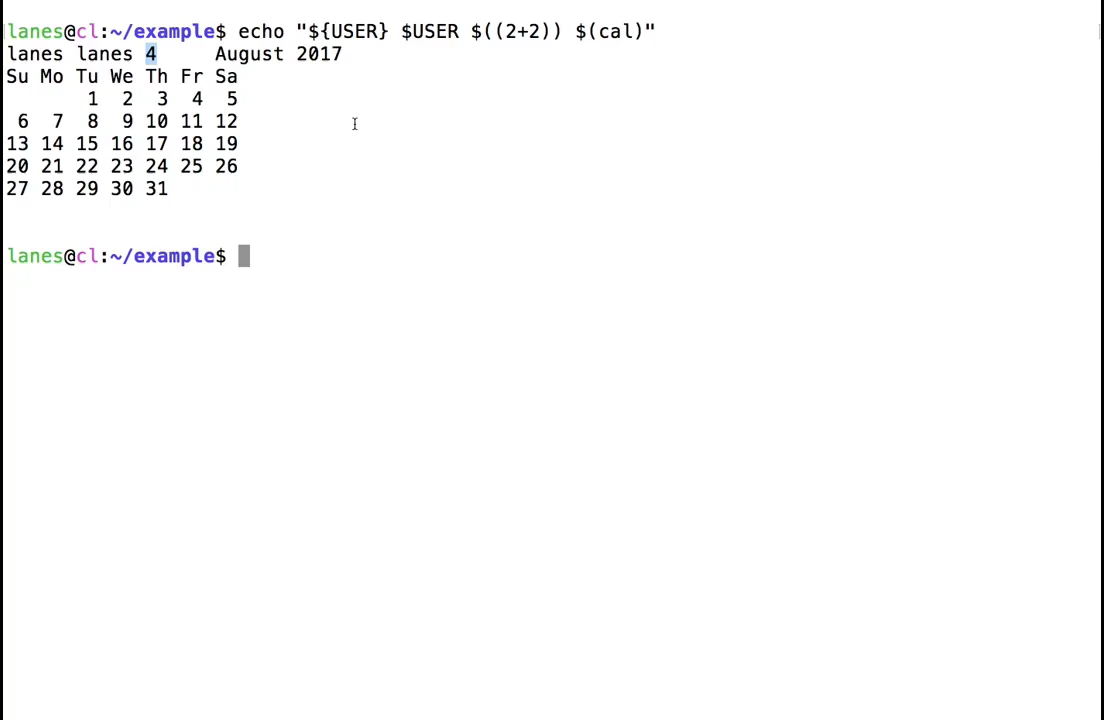 lanes@cl:~/example$ echo "${USER} $USER $((2+2)) $(cal)"
lanes lanes 4     August 2017
Su Mo Tu We Th Fr Sa
       1  2  3  4  5
 6  7  8  9 10 11 12
13 14 15 16 17 18 19
20 21 22 23 24 25 26
27 28 29 30 31
lanes@cl:~/example$